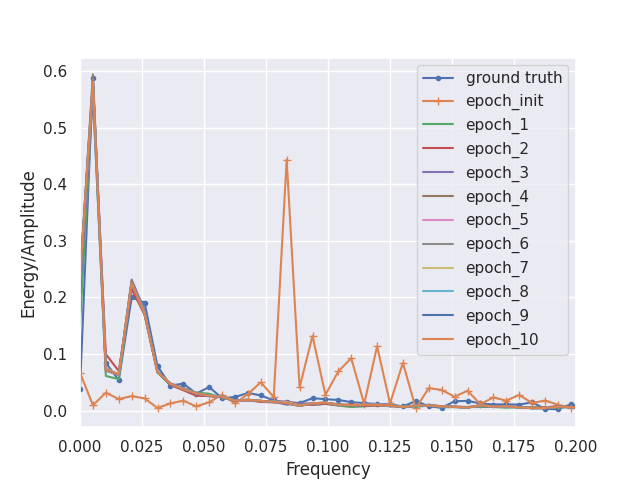 0.6
0.5
0.4
0.3
0.2
0.1
0.0
Energy/Amplitude
ground truth
epoch_init
epoch_1
epoch_2
epoch_3
epoch_4
epoch_5
epoch_6
epoch_7
epoch_8
epoch_9
epoch_10
0.000 0.025 0.050 0.075 0.100 0.125 0.150 0.175 0.200
Frequency